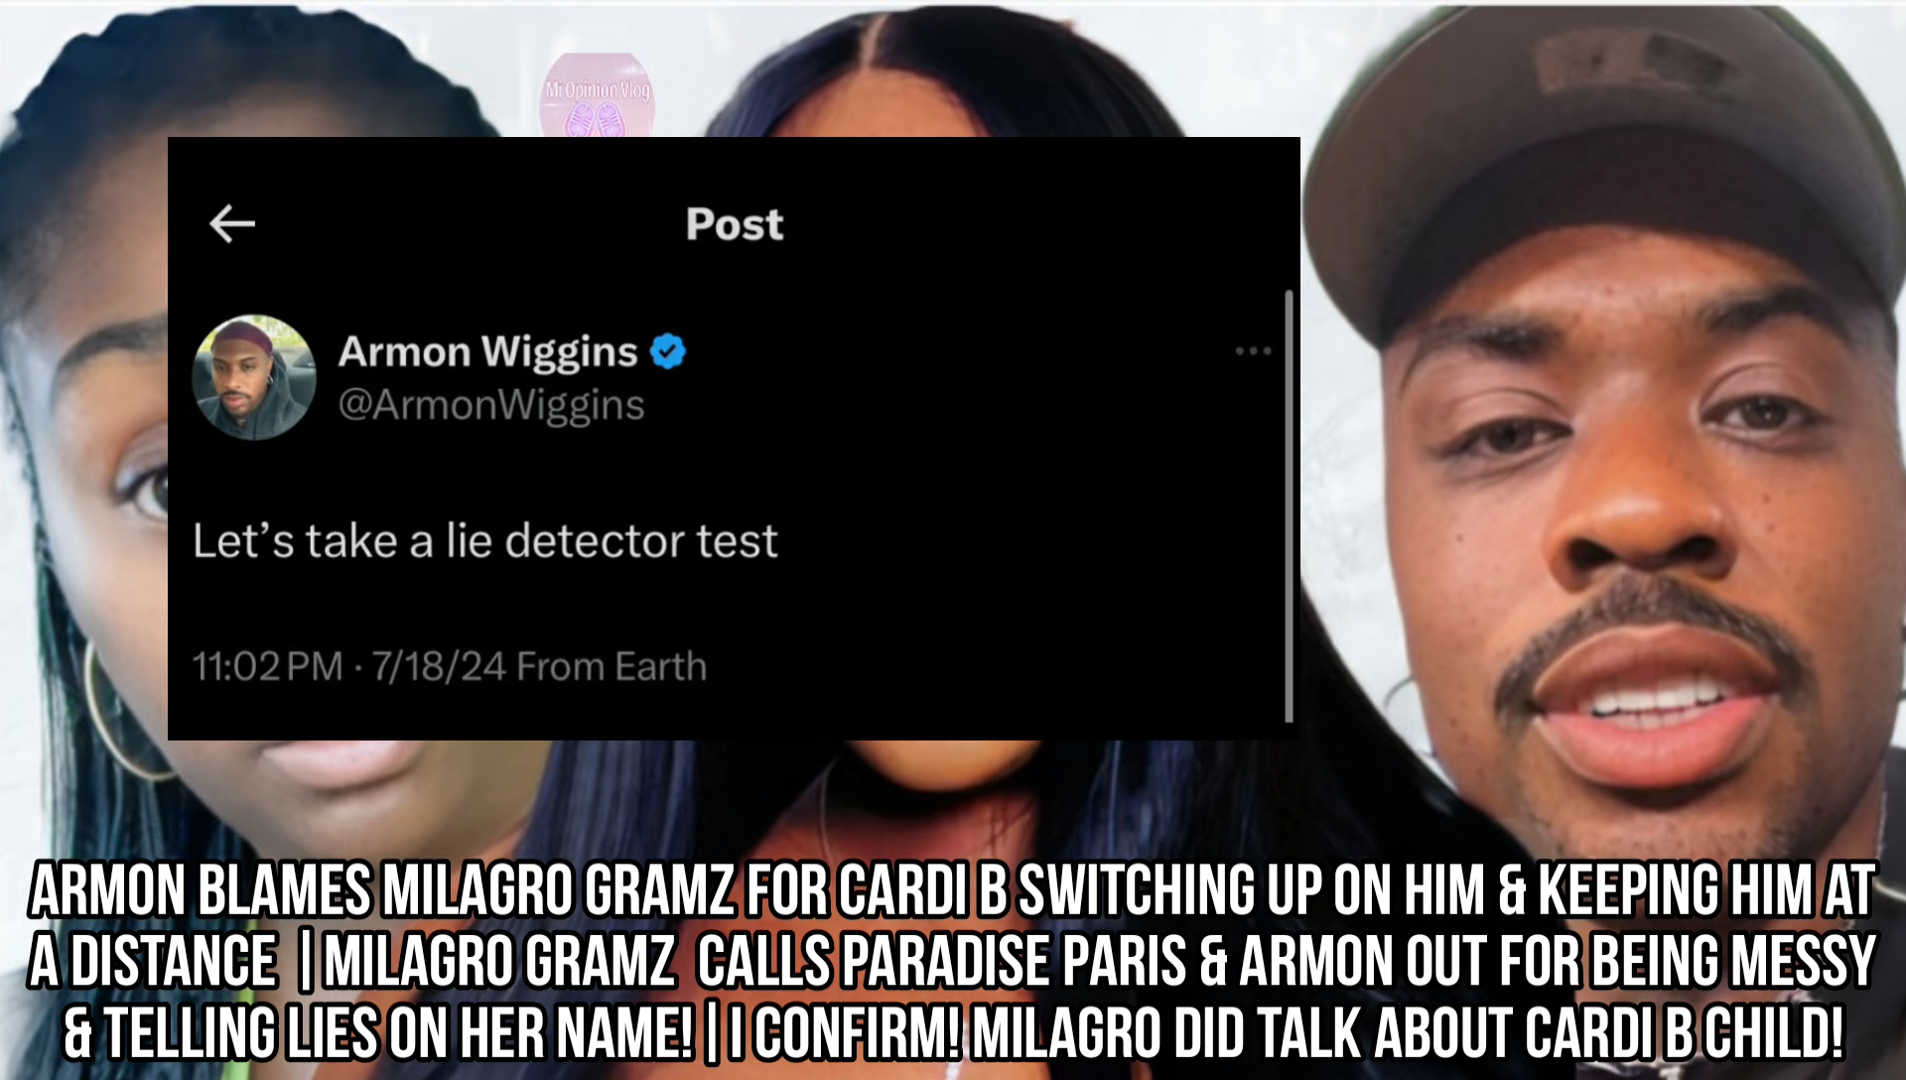 Mi Opinion Vlog
Post
Armon Wiggins
@ArmonWiggins
Let’s take a lie detector test
11:02 PM · 7/18/24 From Earth
ARMON BLAMES MILAGRO GRAMZ FOR CARDI B SWITCHING UP ON HIM & KEEPING HIM AT
A DISTANCE | MILAGRO GRAMZ CALLS PARADISE PARIS & ARMON OUT FOR BEING MESSY
& TELLING LIES ON HER NAME! | I CONFIRM! MILAGRO DID TALK ABOUT CARDI B CHILD!